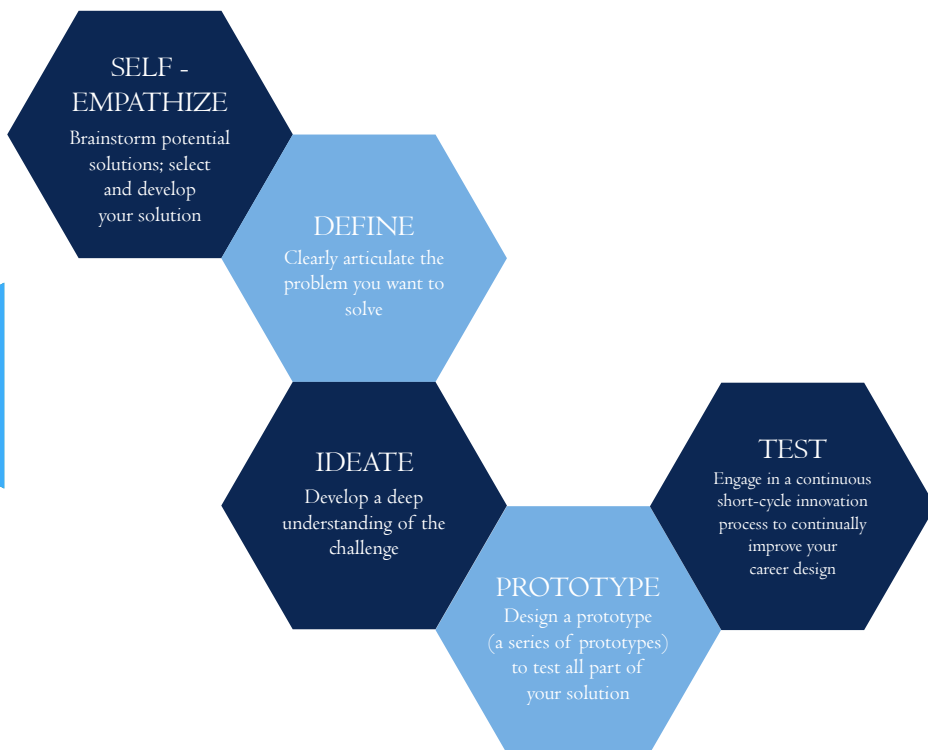 SELF -
EMPATHIZE
Brainstorm potential
solutions; select
and develop
your solution
DEFINE
Clearly articulate the
problem you want to
solve
IDEATE
Develop a deep
understanding of the
challenge
TEST
Engage in a continuous
short-cycle innovation
process to continually
improve your
career design
PROTOTYPE
Design a prototype
(a series of prototypes)
to test all part of
your solution